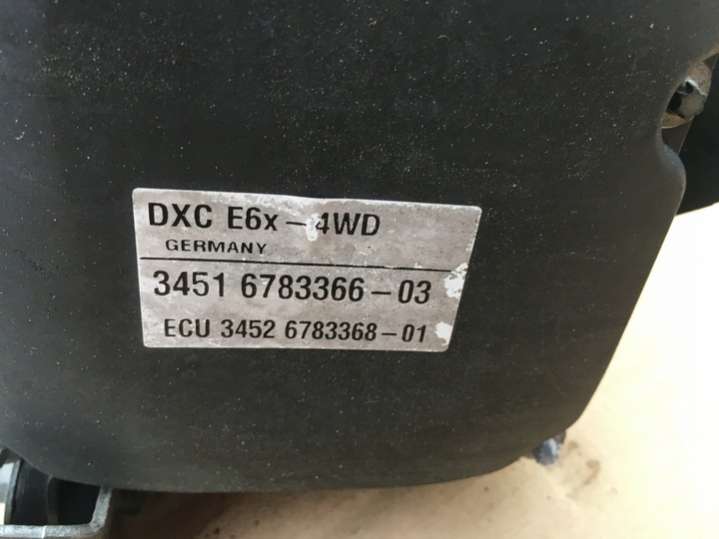 DXC E6x-4WD
GERMANY
3451 6783366-03
ECU 3452 6783368-01